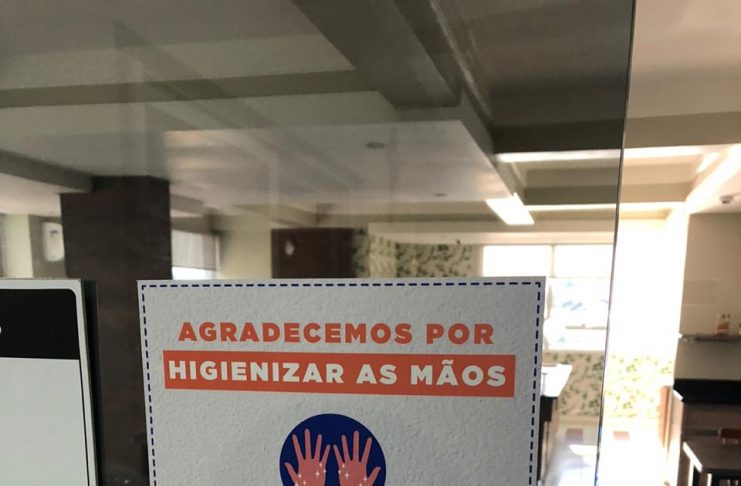 AGRADECEMOS POR
HIGIENIZAR AS MÃOS